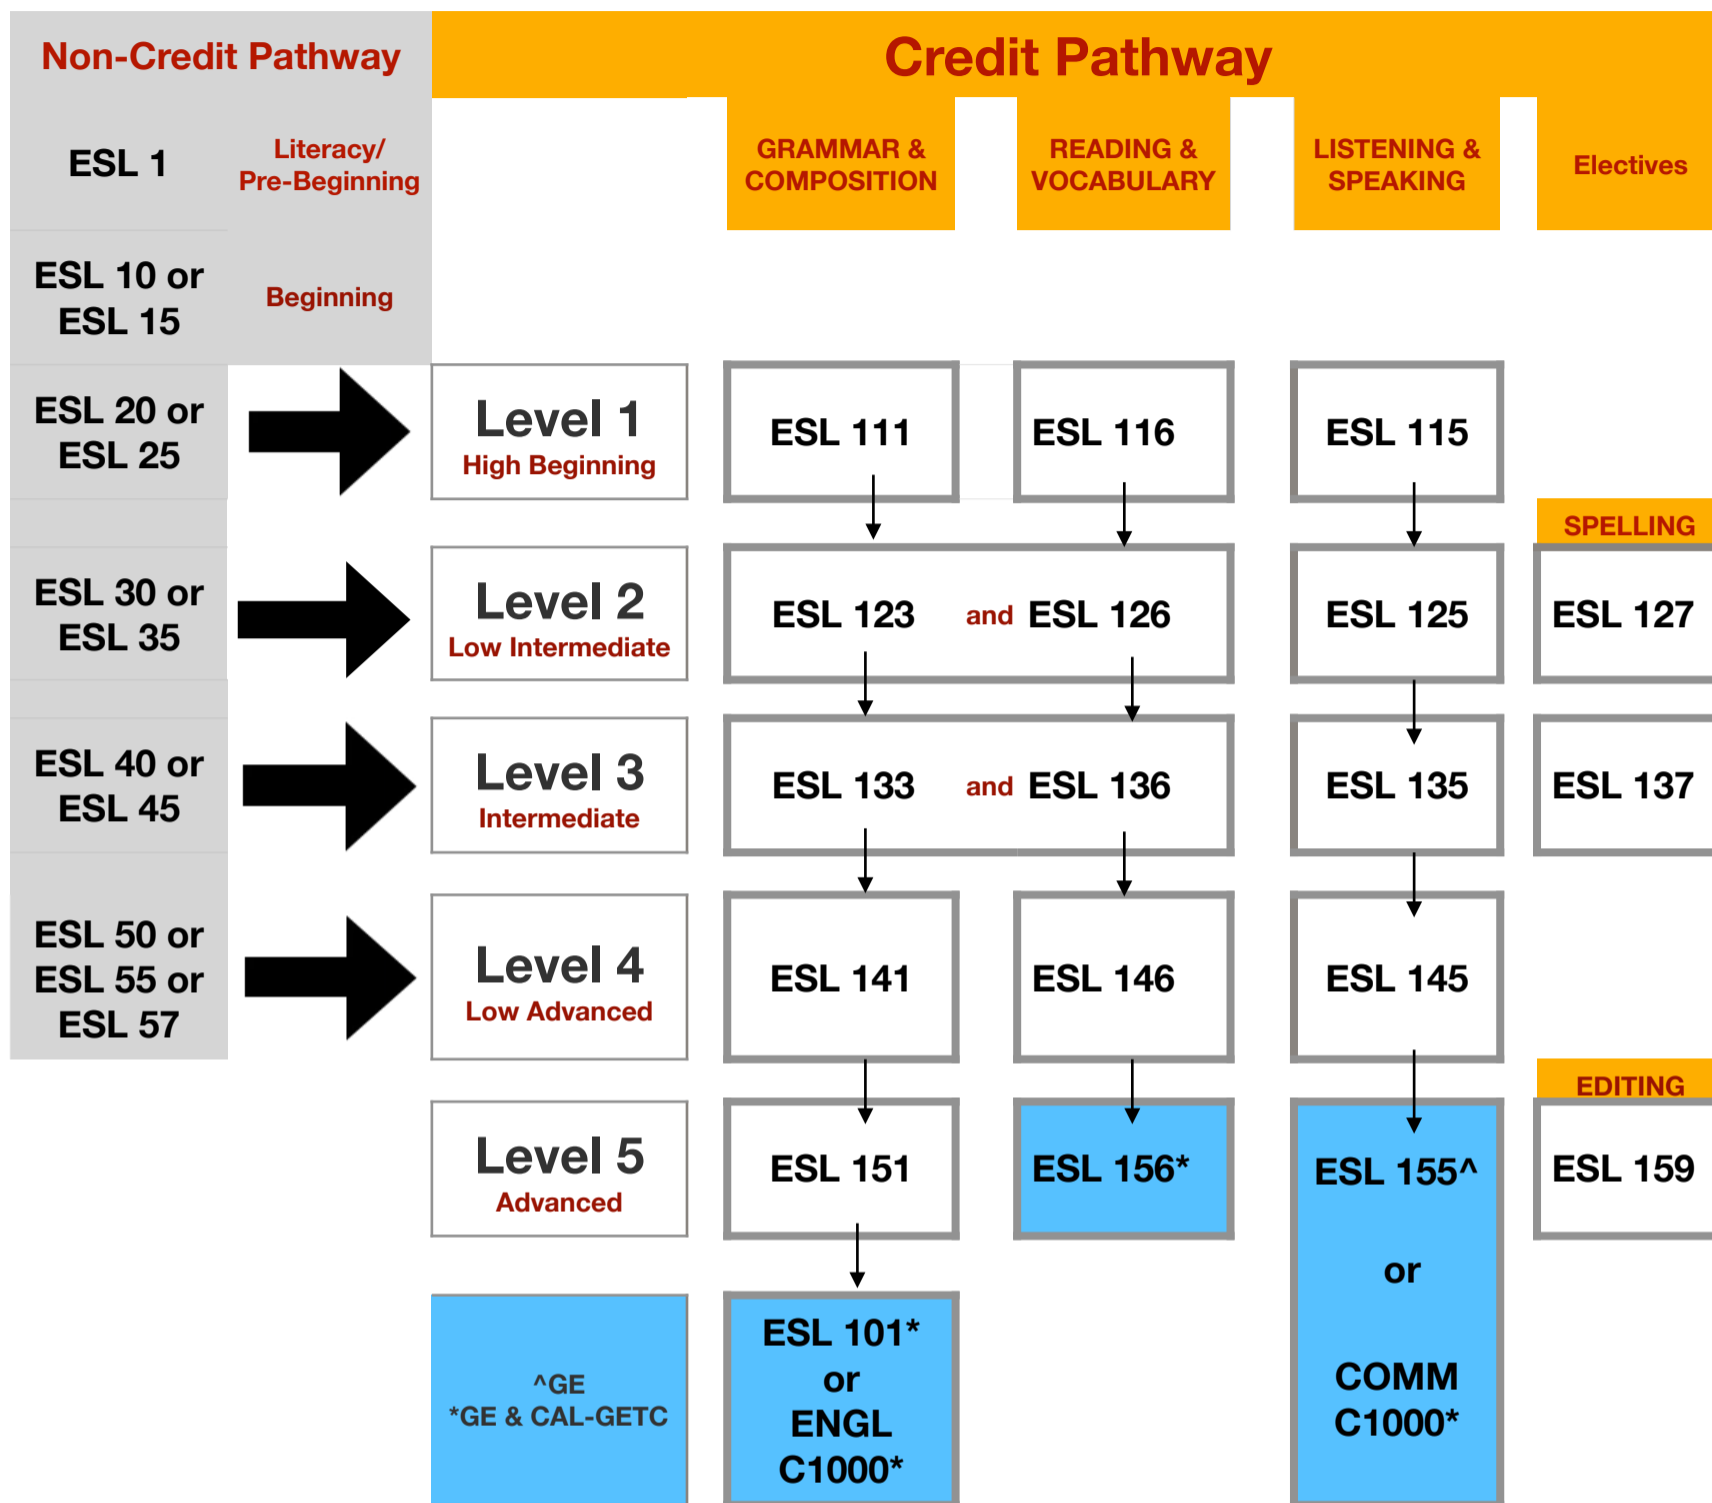 Non-Credit Pathway
Credit Pathway
ESL 1
Literacy/
Pre-Beginning
GRAMMAR &
COMPOSITION
READING &
VOCABULARY
LISTENING &
SPEAKING
Electives
ESL 10 or
ESL 15
Beginning
ESL 20 or
ESL 25
Level 1
High Beginning
ESL 111
ESL 116
ESL 115
SPELLING
ESL 30 or
ESL 35
Level 2
Low Intermediate
ESL 123 and ESL 126
ESL 125
ESL 127
ESL 40 or
ESL 45
Level 3
Intermediate
ESL 133 and ESL 136
ESL 135
ESL 137
ESL 50 or
ESL 55 or
ESL 57
Level 4
Low Advanced
ESL 141
ESL 146
ESL 145
EDITING
Level 5
Advanced
ESL 151
ESL 156*
ESL 155^
or
COMM
C1000*
ESL 159
^GE
*GE & CAL-GETC
ESL 101*
or
ENGL
C1000*